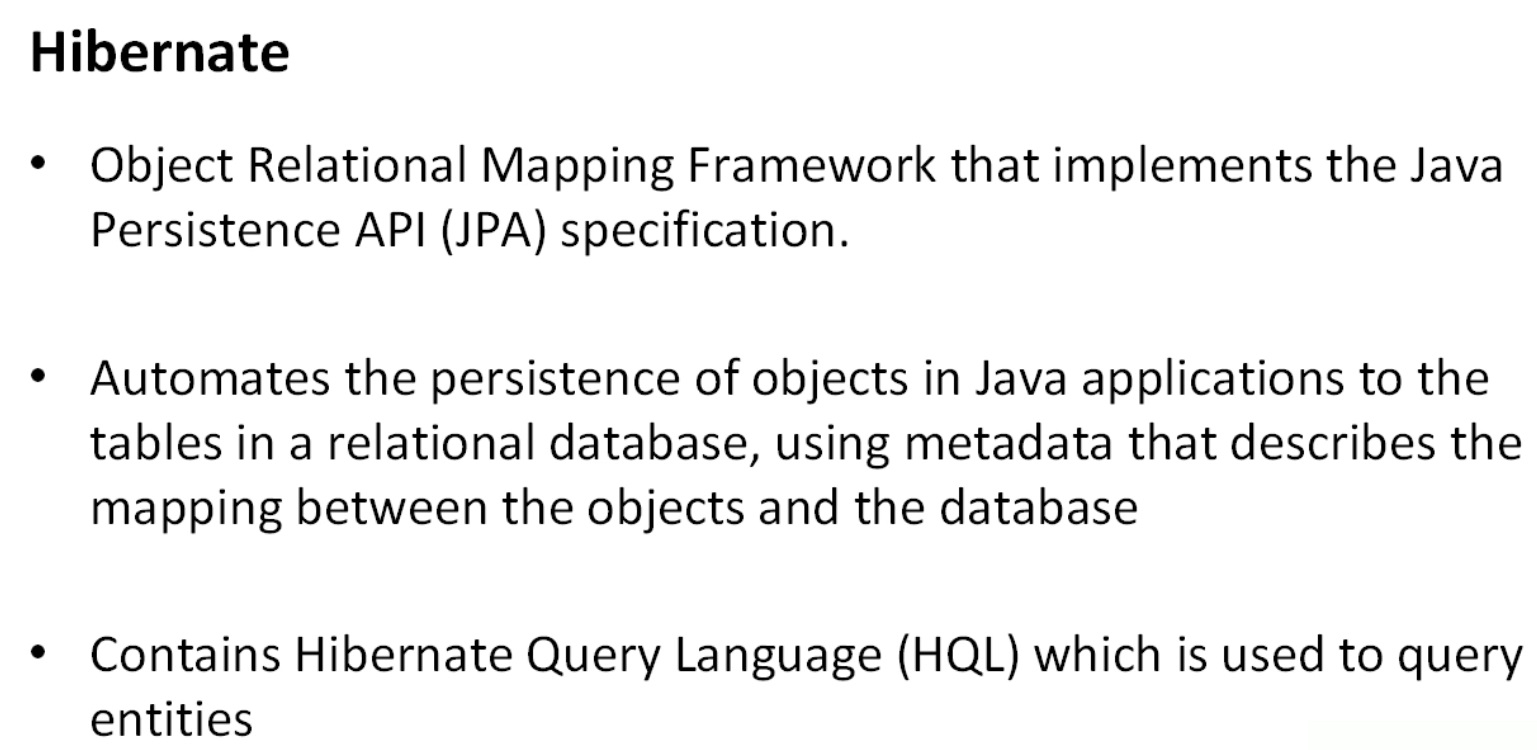 Hibernate
• Object Relational Mapping Framework that implements the Java
Persistence API (JPA) specification.
• Automates the persistence of objects in Java applications to the
tables in a relational database, using metadata that describes the
mapping between the objects and the database
• Contains Hibernate Query Language (HQL) which is used to query
entities